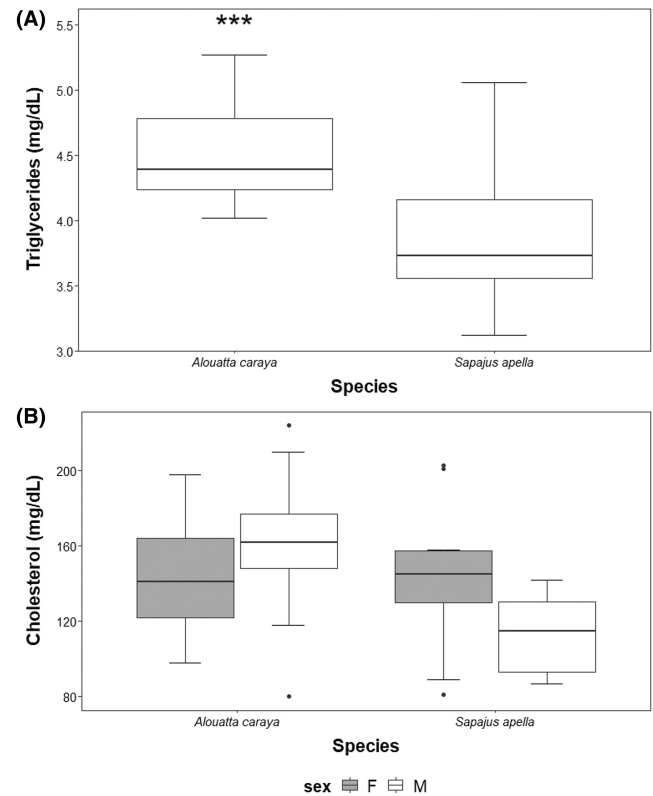 (A)
***
Triglycerides (mg/dL)
5.5
5.0
4.5
4.0
3.5
3.0
Alouatta caraya Sapajus apella
Species
(B)
Cholesterol (mg/dL)
200
160
120
80
Alouatta caraya Sapajus apella
Species
sex F M